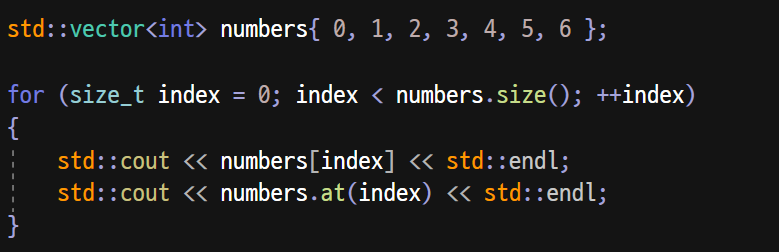 std::vector<int> numbers{ 0, 1, 2, 3, 4, 5, 6 };
for (size_t index = 0; index < numbers.size(); ++index)
{
std::cout << numbers[index] << std::endl;
std::cout << numbers.at(index) << std::endl;
}